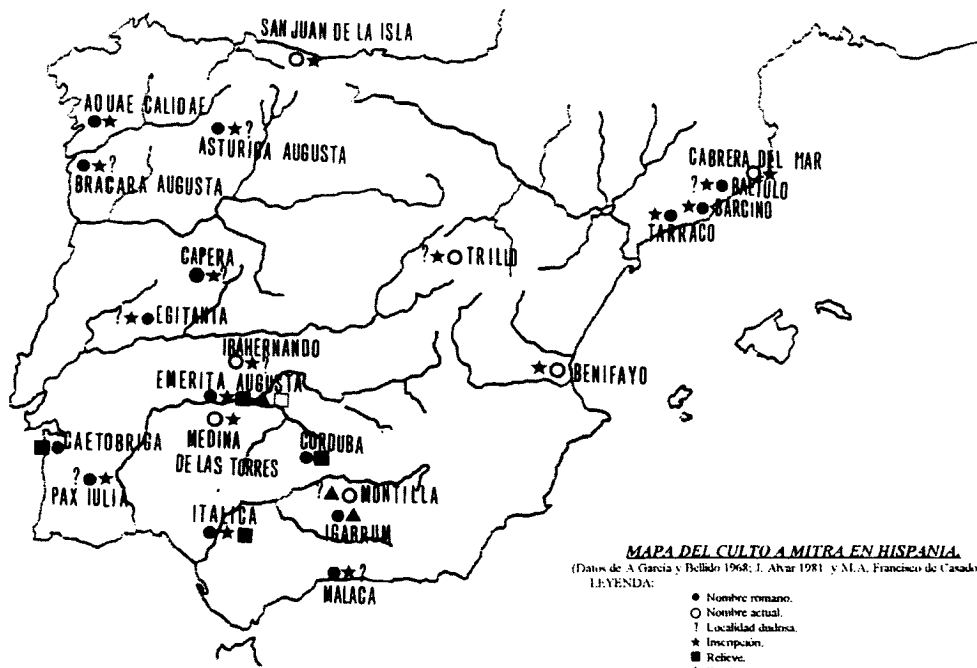 SAN JUAN DE LA ISLA
AQUAE CALIDAE
?
ASTURICA AUGUSTA
?
BRACARA AUGUSTA
CABRERA DEL MAR
?
BAETULO
BARCINO
TARRACO
CAPERA
?
?
TRILLO
?
EGITANIA
IBAHERNANDO
?
BENIFAYO
EMERITA AUGUSTA
MEDINA
DE LAS TORRES
CAETOBRIGA
CORDUBA
?
PAX IULIA
?
MONTILLA
ITALICA
IGABRUM
?
MALACA
MAPA DEL CULTO A MITRA EN HISPANIA.
(Datos de A García y Bellido 1968; J. Alvar 1981 y M.A. Francisco de Casado
LEYENDA:
Nombre romano.
Nombre actual.
? Localidad dudosa.
Inscripción.
Relieve.